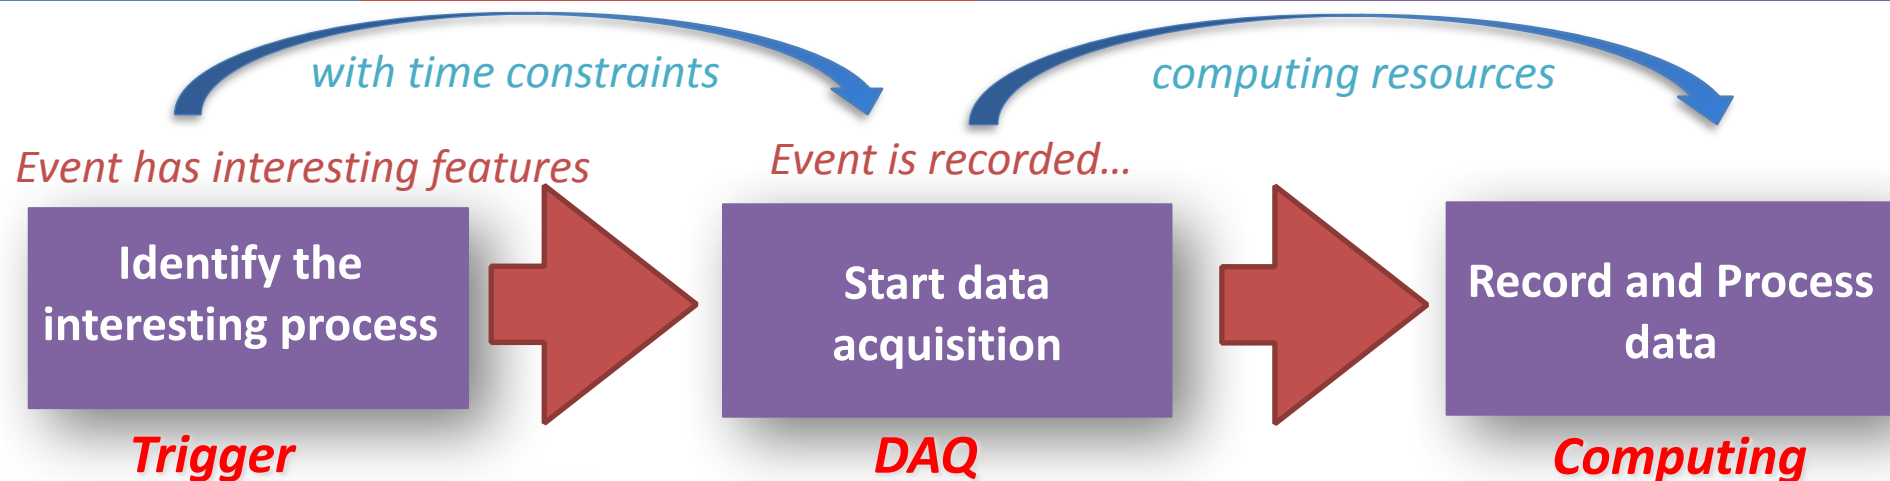 with time constraints
computing resources
Event has interesting features
Event is recorded...
Identify the
interesting process
Start data
acquisition
Record and Process
data
Trigger
DAQ
Computing